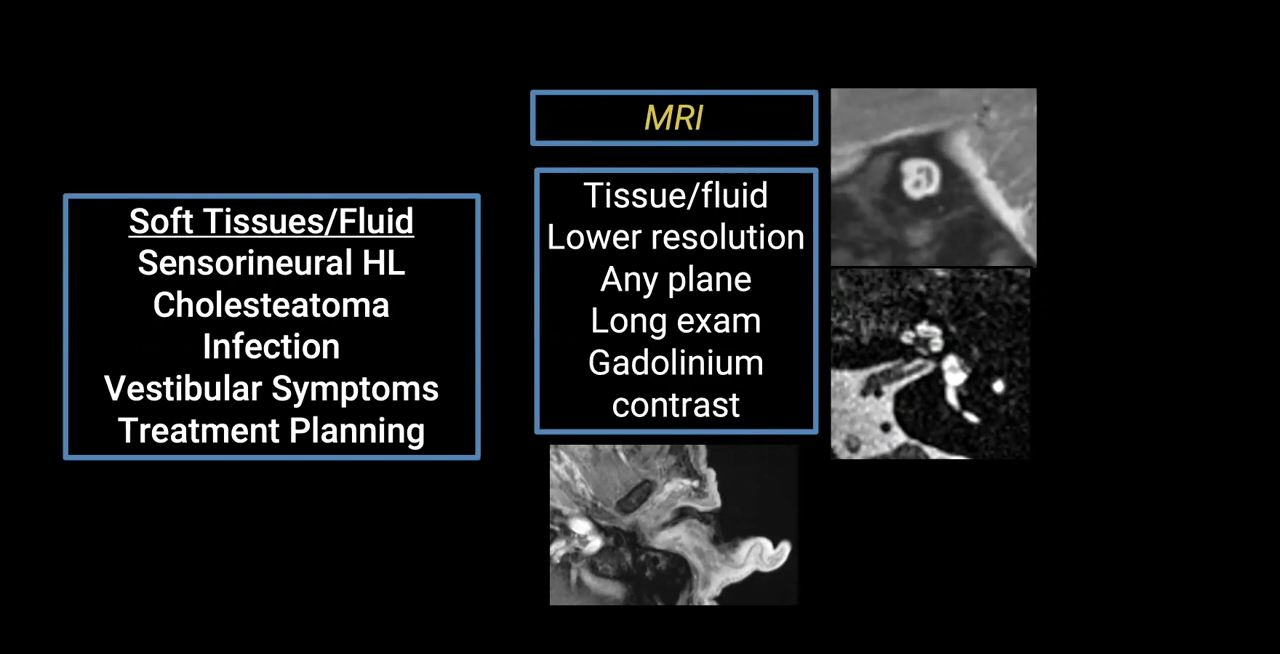 MRI
Soft Tissues/Fluid
Sensorineural HL
Cholesteatoma
Infection
Vestibular Symptoms
Treatment Planning
Tissue/fluid
Lower resolution
Any plane
Long exam
Gadolinium
contrast